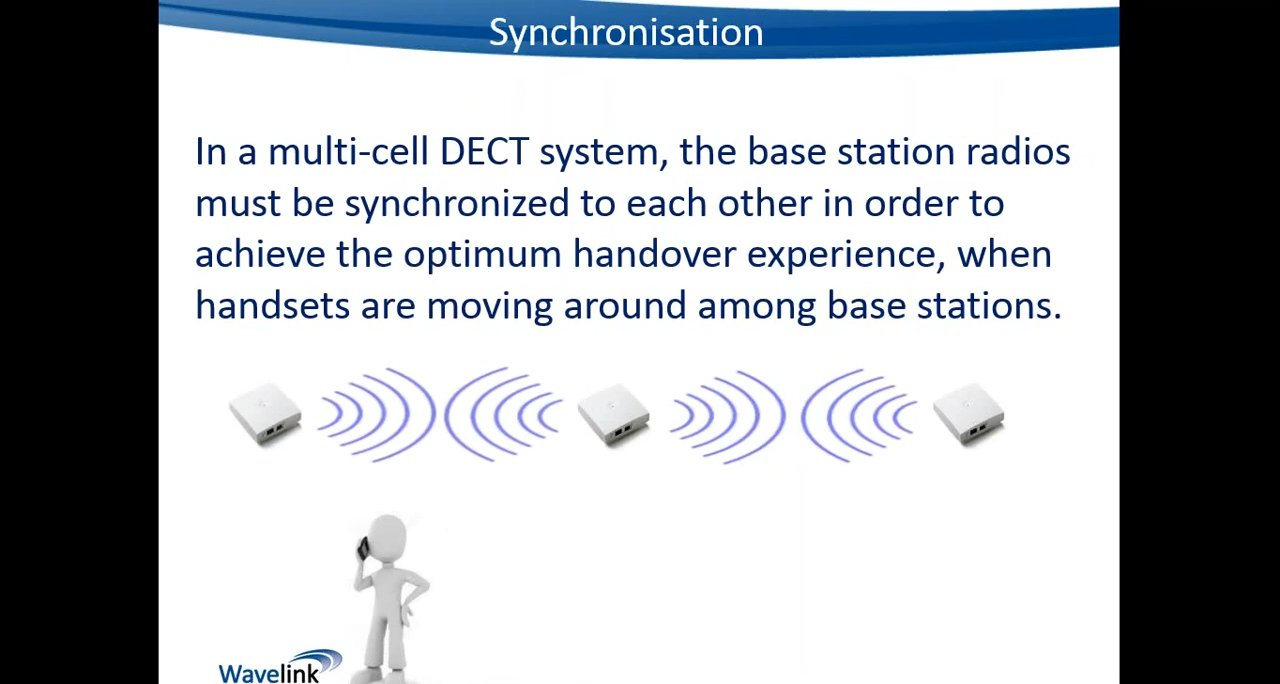 Synchronisation
In a multi-cell DECT system, the base station radios
must be synchronized to each other in order to
achieve the optimum handover experience, when
handsets are moving around among base stations.
Wavelink